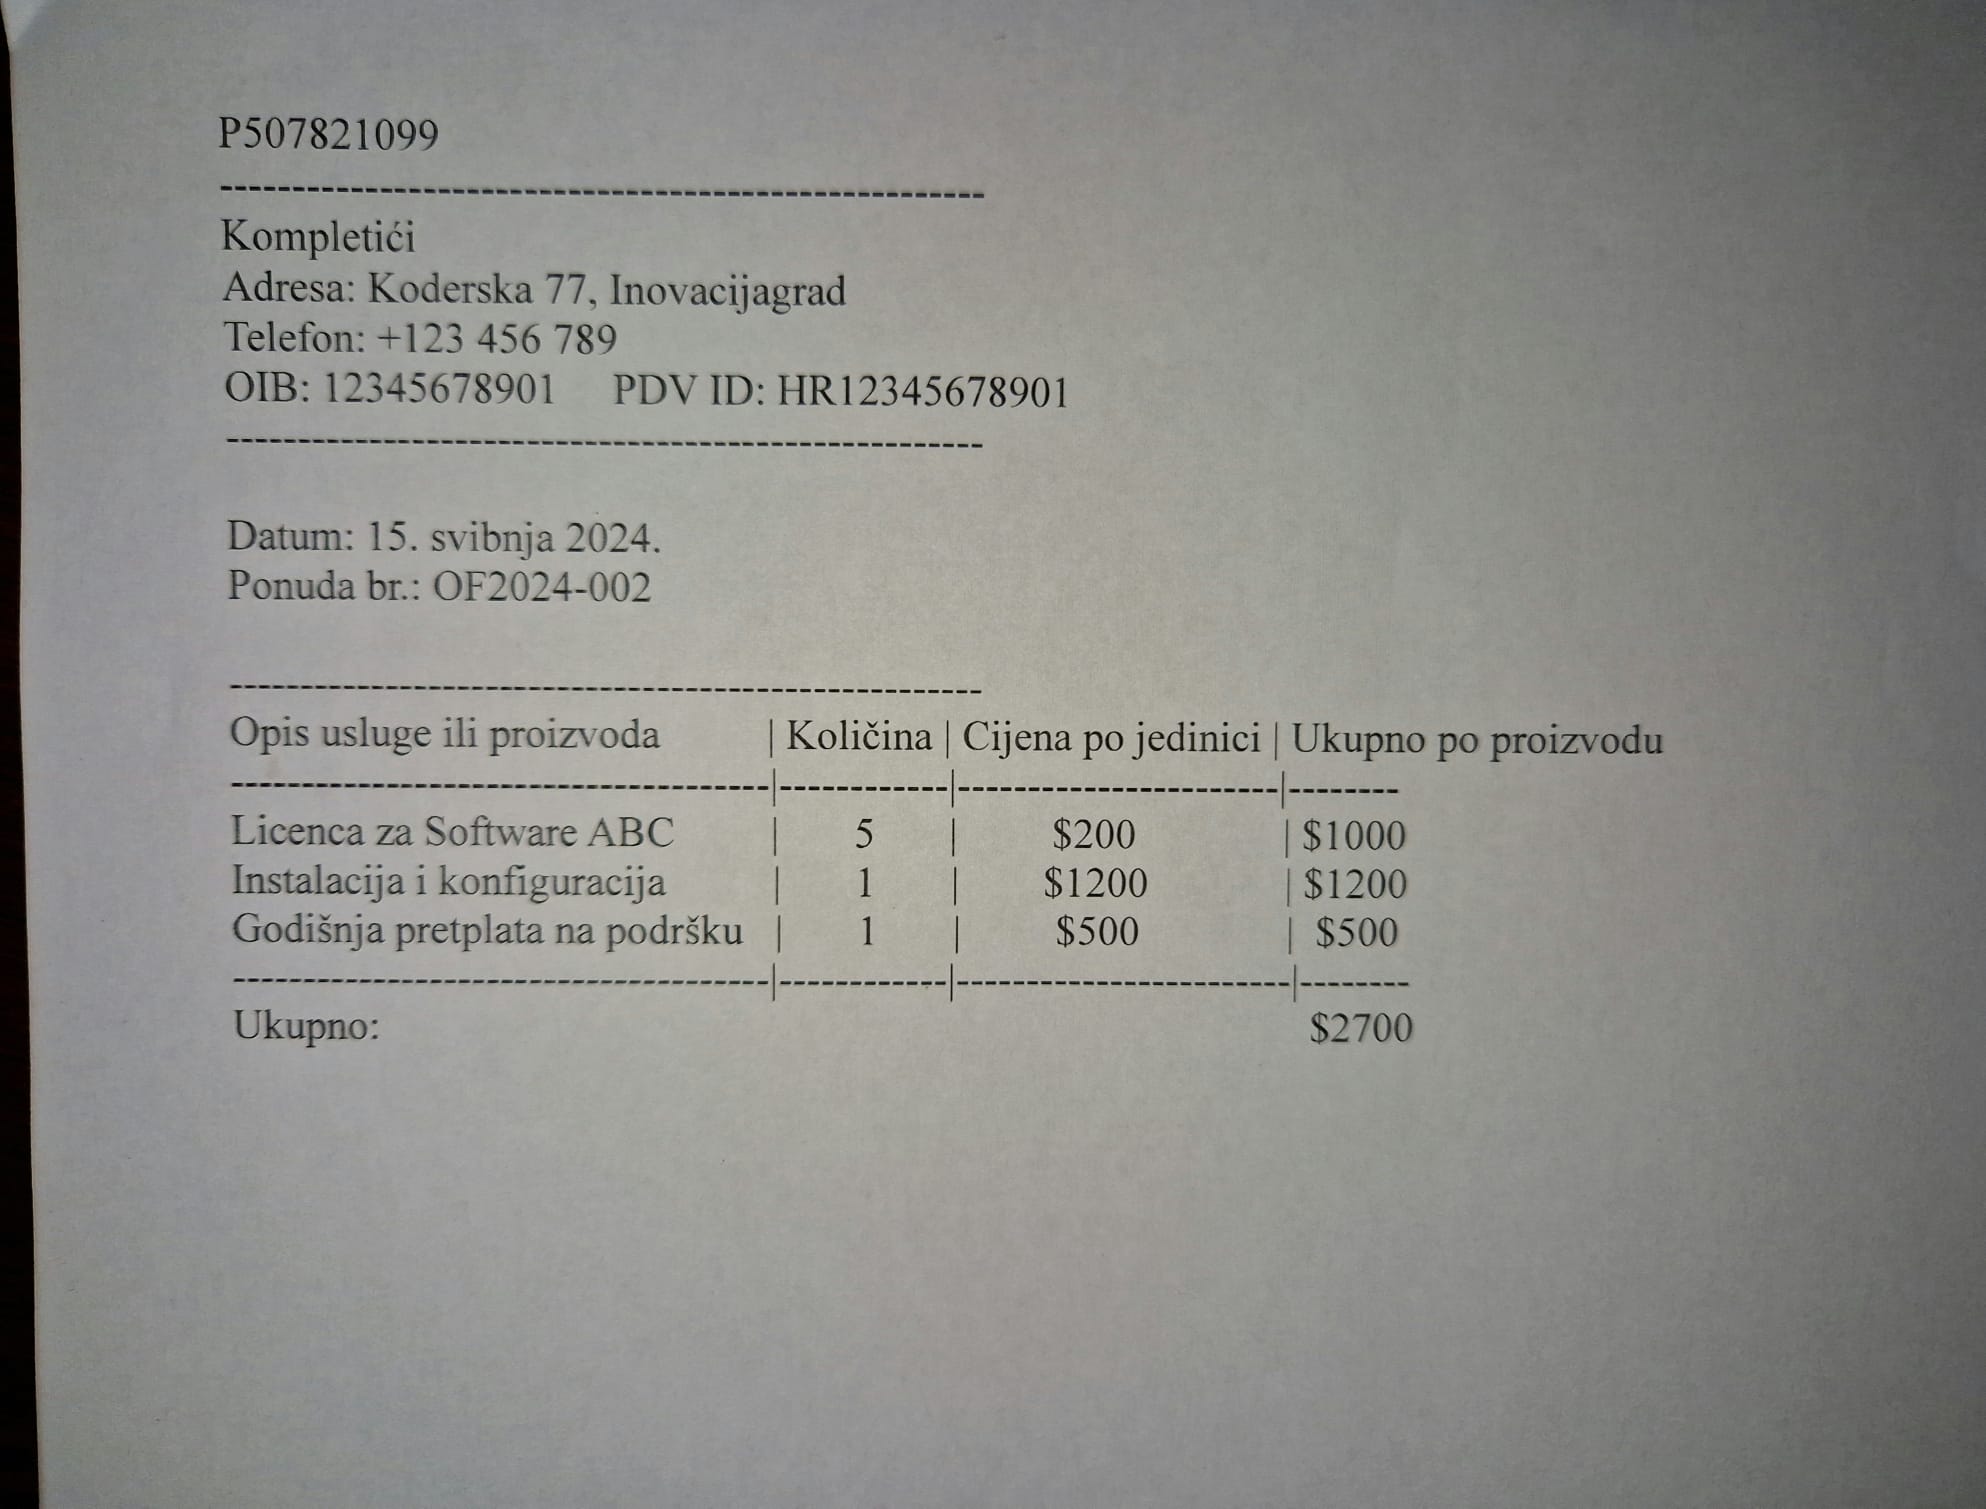 P507821099
------------------------------------------------------
Kompletići
Adresa: Koderska 77, Inovacijagrad
Telefon: +123 456 789
OIB: 12345678901 PDV ID: HR12345678901
------------------------------------------------------
Datum: 15. svibnja 2024.
Ponuda br.: OF2024-002
------------------------------------------------------
Opis usluge ili proizvoda | Količina | Cijena po jedinici | Ukupno po proizvodu
--------------------------------------|------------|-----------------------|--------
Licenca za Software ABC | 5 | $200 | $1000
Instalacija i konfiguracija | 1 | $1200 | $1200
Godišnja pretplata na podršku | 1 | $500 | $500
--------------------------------------|------------|------------------------|--------
Ukupno: $2700